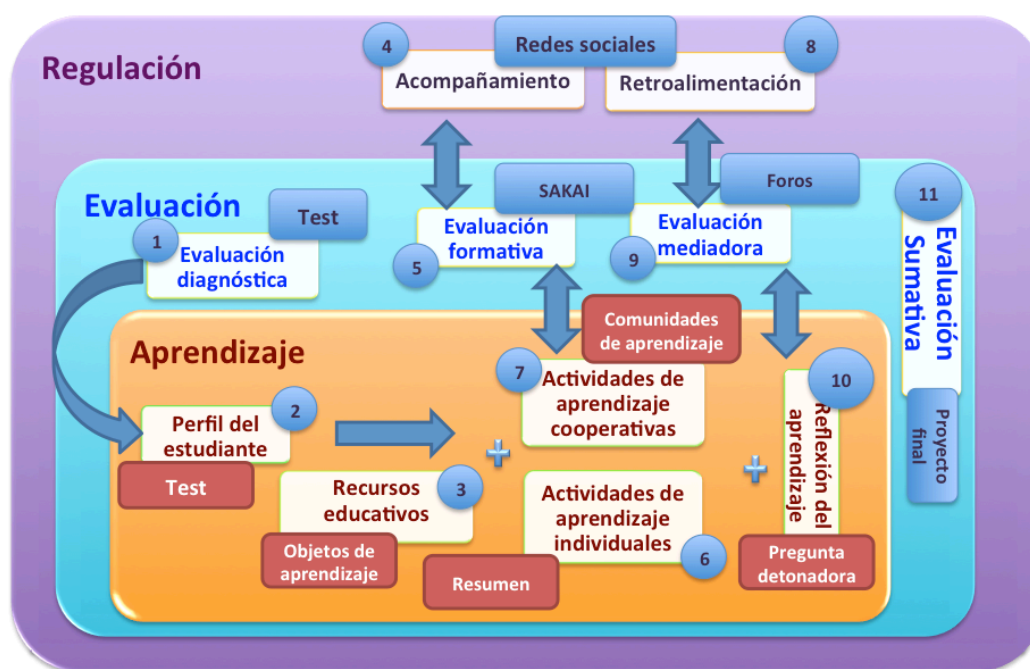 Regulación
4
Redes sociales
8
Acompañamiento
Retroalimentación
Evaluación
Test
1
Evaluación
diagnóstica
SAKAI
Evaluación
formativa
5
Foros
Evaluación
mediadora
9
11
Evaluación
Sumativa
Proyecto
final
Aprendizaje
Comunidades
de aprendizaje
2
Perfil del
estudiante
Test
Recursos
educativos
3
Objetos de
aprendizaje
7
Actividades de
aprendizaje
cooperativas
+
Actividades de
aprendizaje
individuales
6
Resumen
+
10
Reflexión del
aprendizaje
Pregunta
detonadora